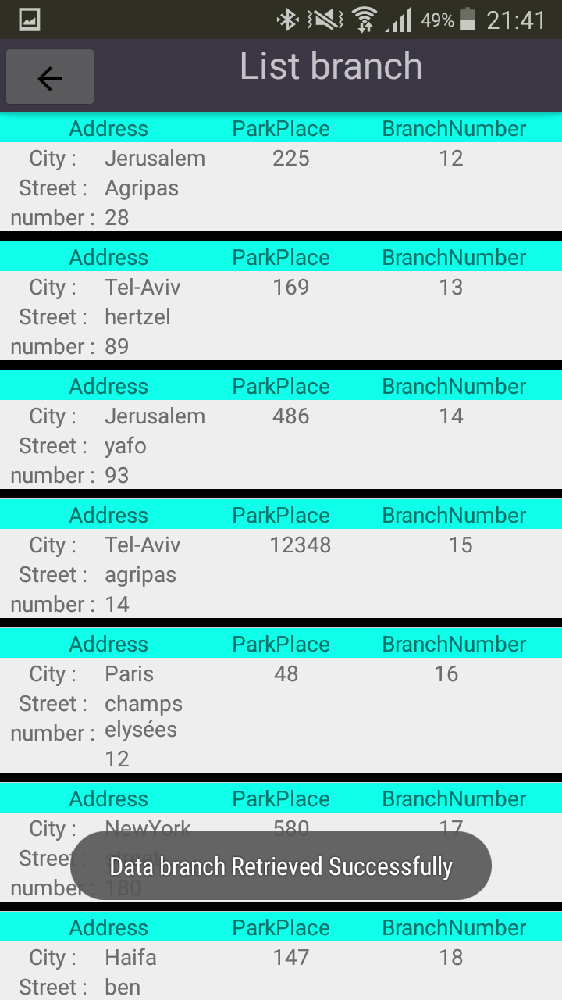 49% 21:41
List branch
Address ParkPlace BranchNumber
City : Jerusalem 225 12
Street : Agripas
number : 28
Address ParkPlace BranchNumber
City : Tel-Aviv 169 13
Street : hertzel
number : 89
Address ParkPlace BranchNumber
City : Jerusalem 486 14
Street : yafo
number : 93
Address ParkPlace BranchNumber
City : Tel-Aviv 12348 15
Street : agripas
number : 14
Address ParkPlace BranchNumber
City : Paris 48 16
Street : champs
number : elysées
12
Address ParkPlace BranchNumber
City : NewYork 580 17
Street street
Data branch Retrieved Successfully
number : 180
Address ParkPlace BranchNumber
City : Haifa 147 18
Street : ben